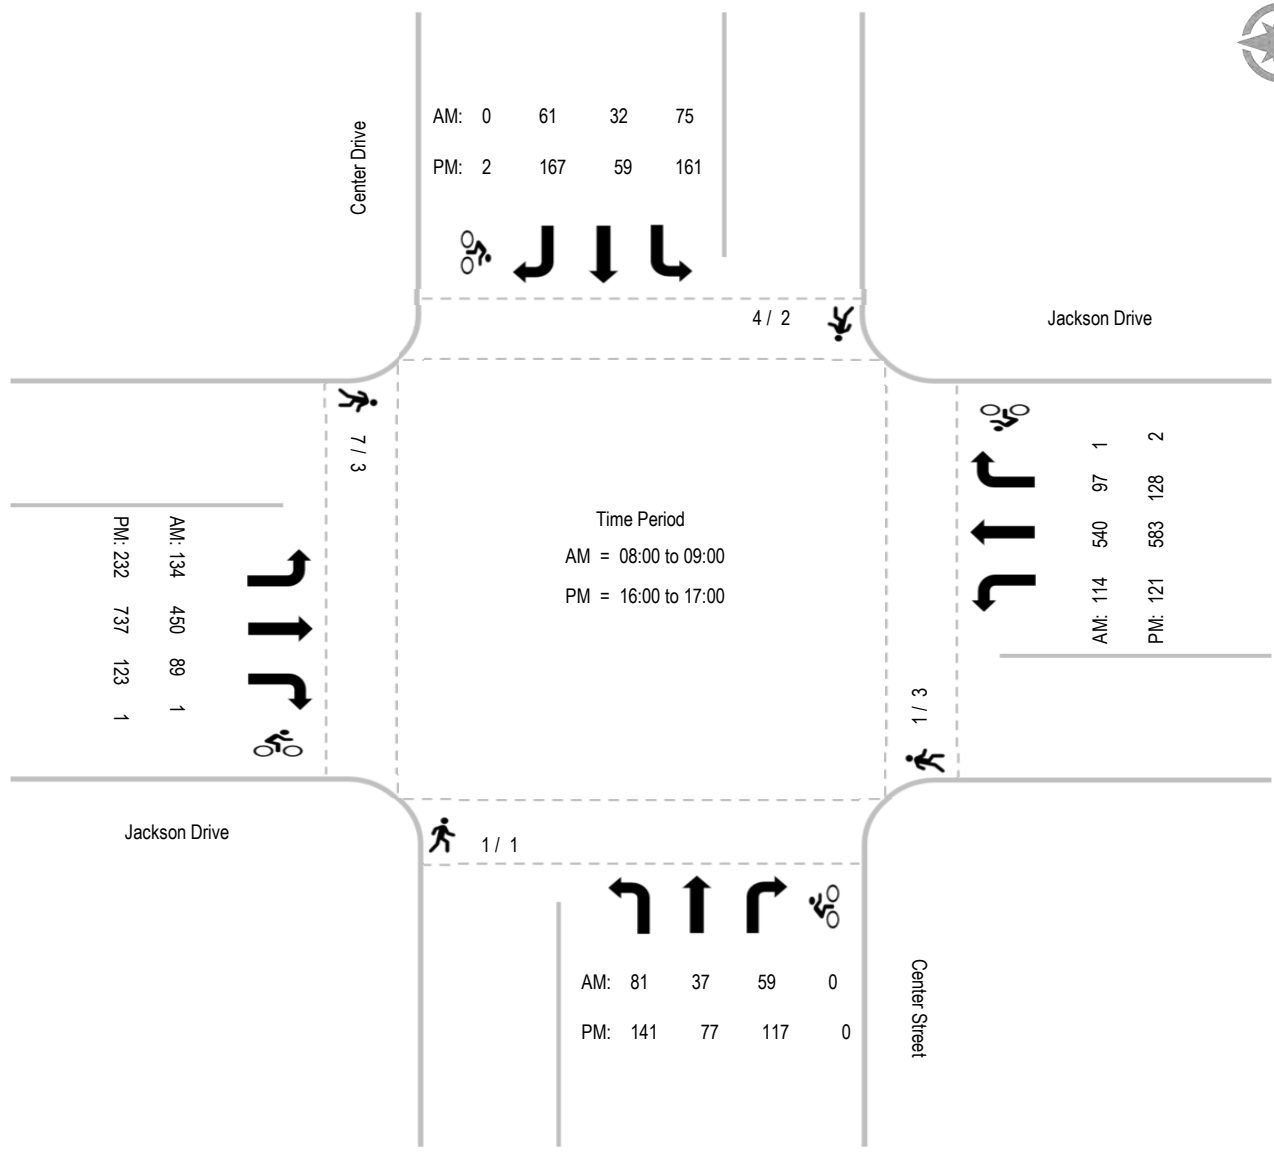 AM: 0 61 32 75
PM: 2 167 59 161
Center Drive
4 / 2
Jackson Drive
7 / 3
AM: 134 450 89 1
PM: 232 737 123 1
Time Period
AM = 08:00 to 09:00
PM = 16:00 to 17:00
AM: 114 540 97 1
PM: 121 583 128 2
1 / 3
Jackson Drive
1 / 1
AM: 81 37 59 0
PM: 141 77 117 0
Center Street